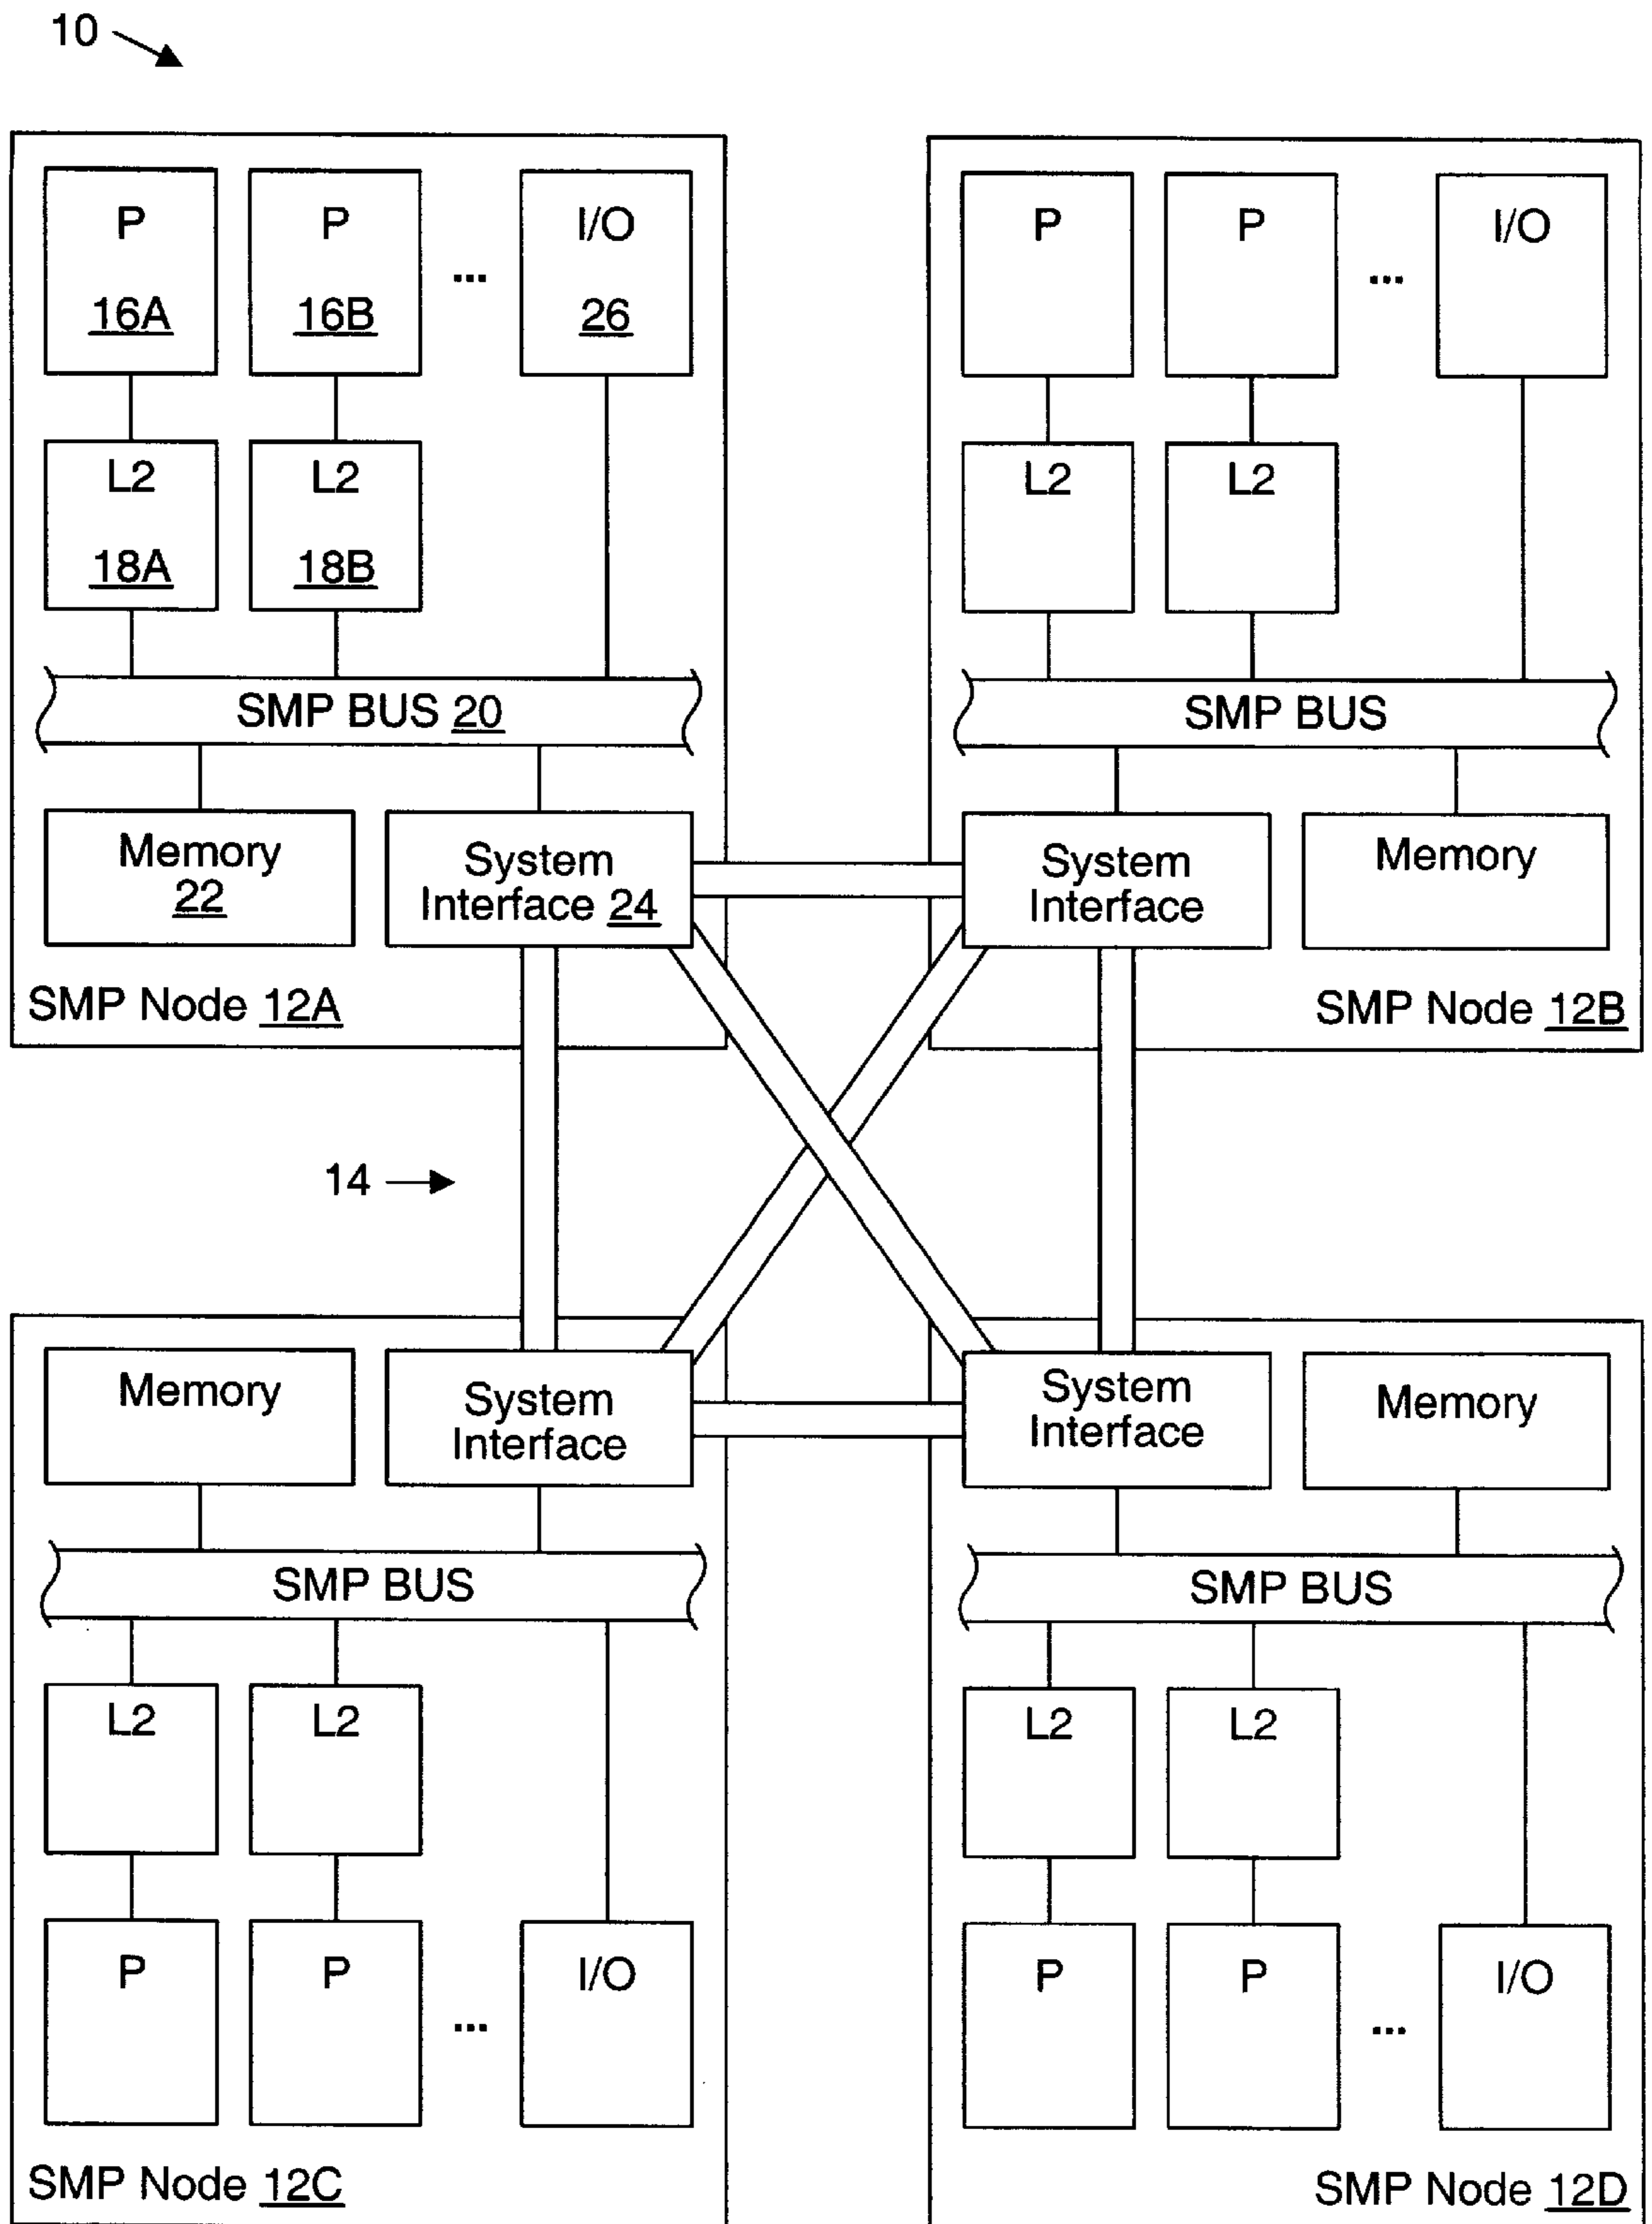 10
P P ... I/O
16A 16B 26
L2 L2
18A 18B
SMP BUS 20
Memory
22
System
Interface 24
SMP Node 12A
P P ... I/O
L2 L2
SMP BUS
System
Interface
Memory
SMP Node 12B
14
Memory
System
Interface
SMP BUS
L2 L2
P P ... I/O
SMP Node 12C
System
Interface
Memory
SMP BUS
L2 L2
P P ... I/O
SMP Node 12D